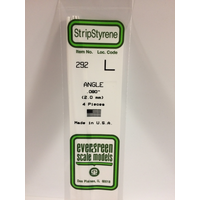 StripStyrene
Item No. Loc. Code
292 L
ANGLE
.080"
(2.0 mm)
4 Pieces
Made in U.S.A.
evergreen
scale models